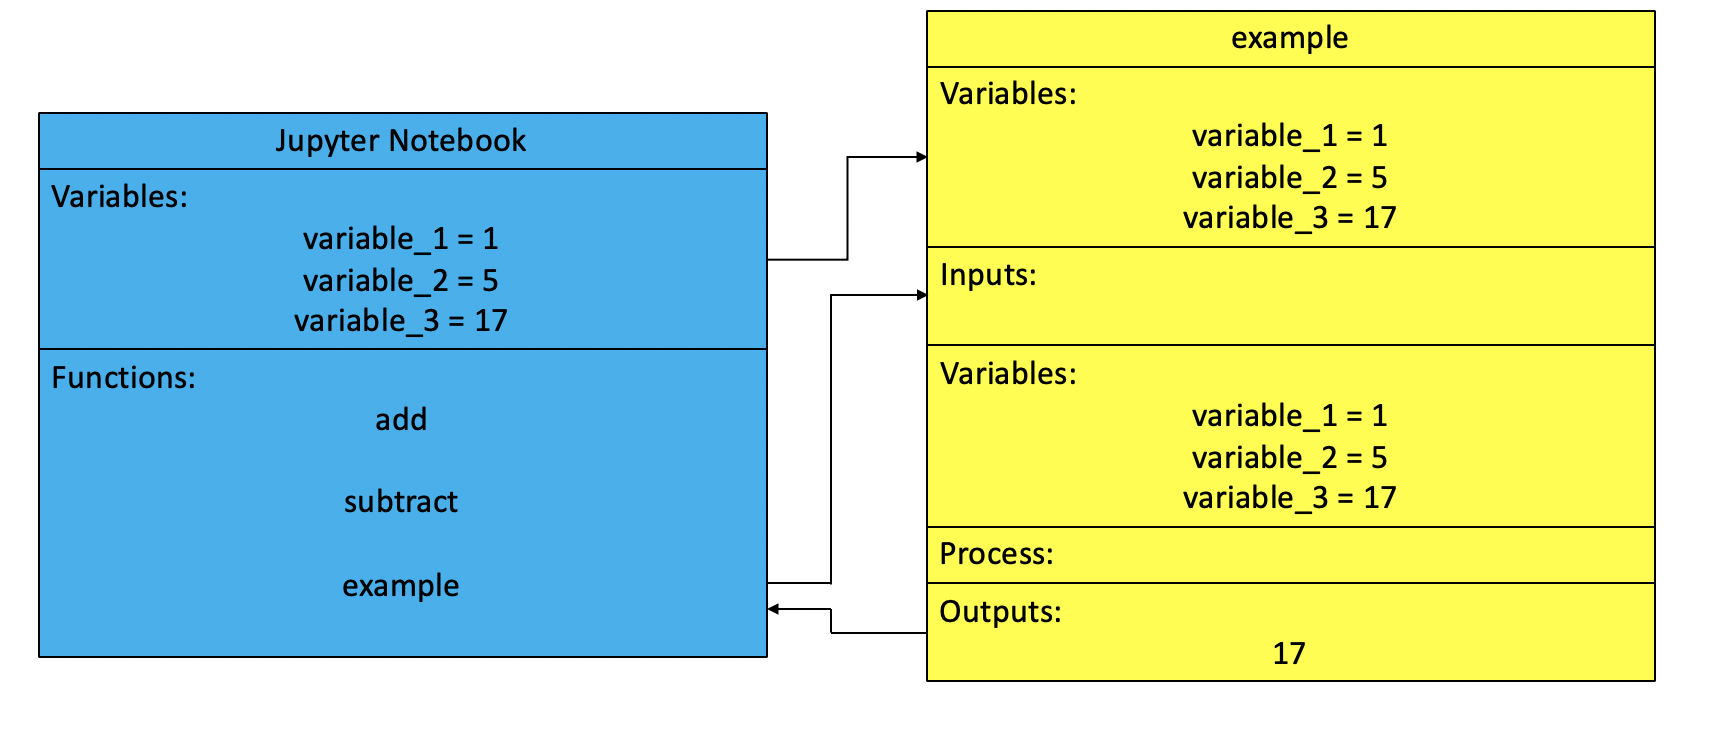 Jupyter Notebook
Variables:
variable_1 = 1
variable_2 = 5
variable_3 = 17
Functions:
add
subtract
example
example
Variables:
variable_1 = 1
variable_2 = 5
variable_3 = 17
Inputs:
Variables:
variable_1 = 1
variable_2 = 5
variable_3 = 17
Process:
Outputs:
17